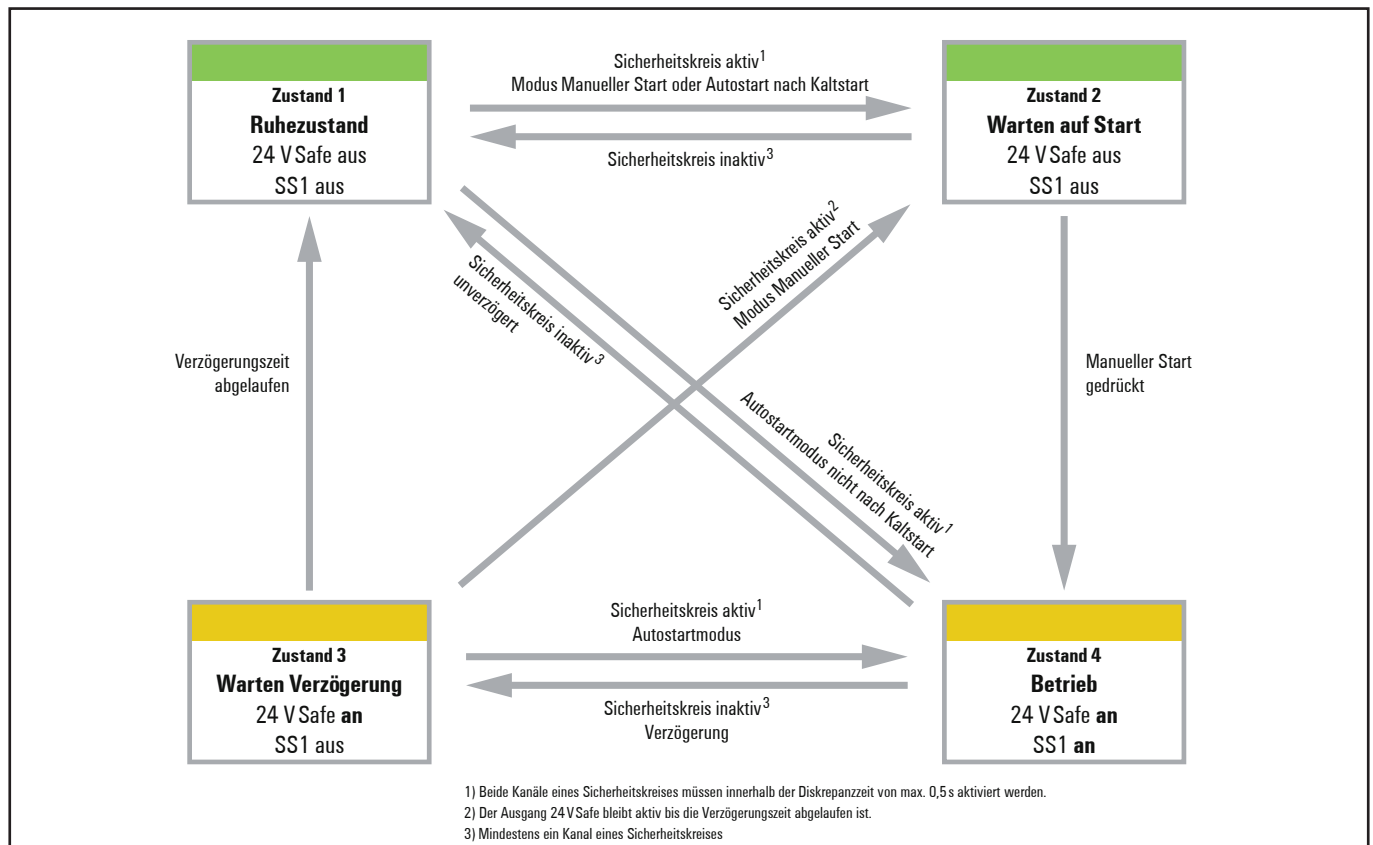 Zustand 1
Ruhezustand
24 V Safe aus
SS1 aus
Sicherheitskreis aktiv¹
Modus Manueller Start oder Autostart nach Kaltstart
Sicherheitskreis inaktiv³
Zustand 2
Warten auf Start
24 V Safe aus
SS1 aus
Sicherheitskreis inaktiv³
unverzögert
Sicherheitskreis aktiv²
Modus Manueller Start
Verzögerungszeit
abgelaufen
Manueller Start
gedrückt
Sicherheitskreis aktiv¹
Autostartmodus nicht nach Kaltstart
Zustand 3
Warten Verzögerung
24 V Safe an
SS1 aus
Sicherheitskreis aktiv¹
Autostartmodus
Sicherheitskreis inaktiv³
Verzögerung
Zustand 4
Betrieb
24 V Safe an
SS1 an
1) Beide Kanäle eines Sicherheitskreises müssen innerhalb der Diskrepanzzeit von max. 0,5 s aktiviert werden.
2) Der Ausgang 24 V Safe bleibt aktiv bis die Verzögerungszeit abgelaufen ist.
3) Mindestens ein Kanal eines Sicherheitskreises